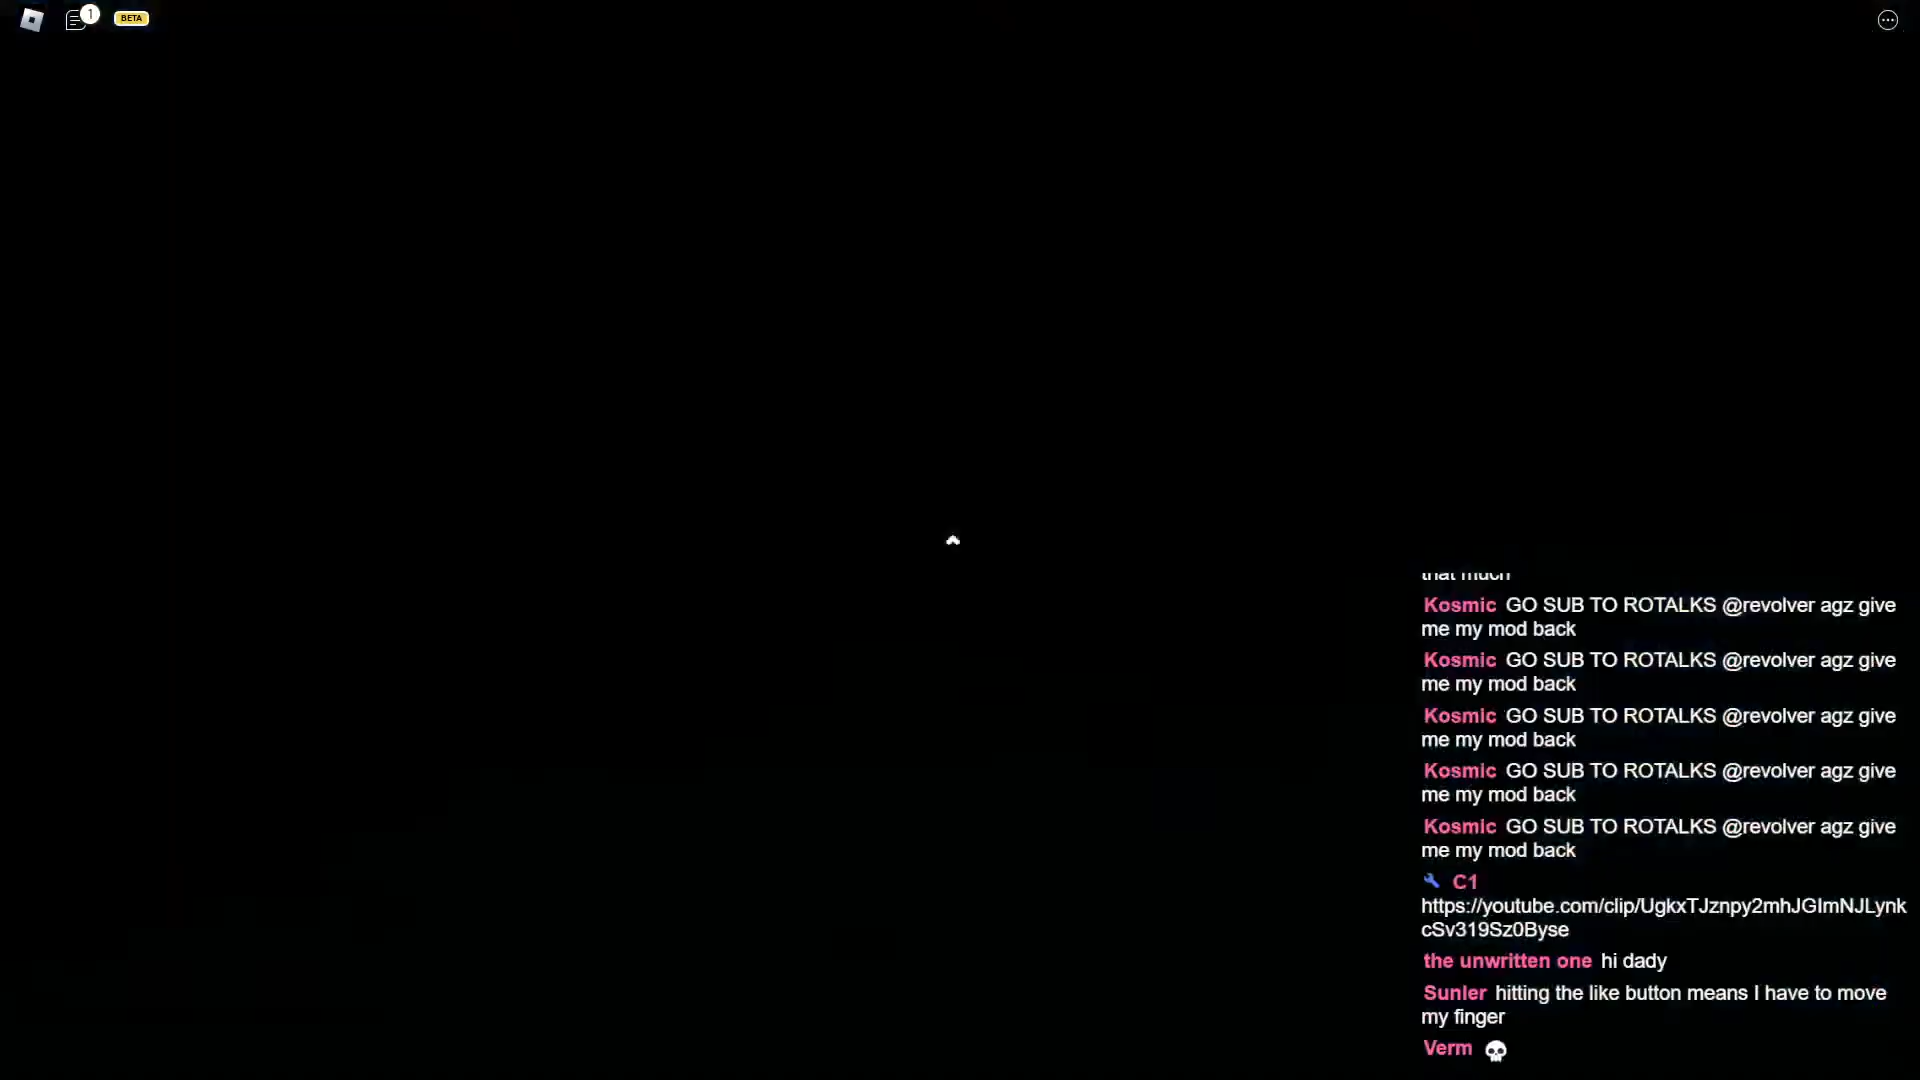 1
BETA
that much
Kosmic GO SUB TO ROTALKS @revolver agz give
me my mod back
Kosmic GO SUB TO ROTALKS @revolver agz give
me my mod back
Kosmic GO SUB TO ROTALKS @revolver agz give
me my mod back
Kosmic GO SUB TO ROTALKS @revolver agz give
me my mod back
Kosmic GO SUB TO ROTALKS @revolver agz give
me my mod back
C1
https://youtube.com/clip/UgkxTJznpy2mhJGImNJLynk
cSv319Sz0Byse
the unwritten one hi dady
Sunler hitting the like button means I have to move
my finger
Verm